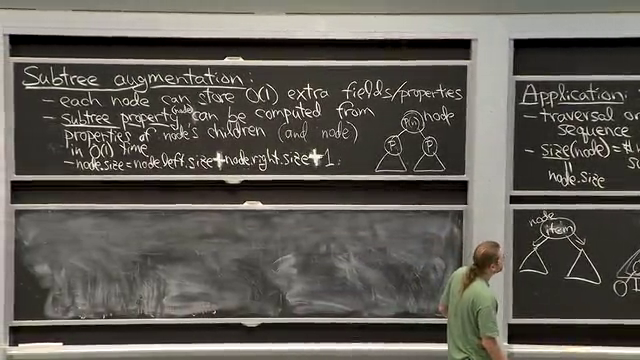 Subtree augmentation:
- each node can store O(1) extra fields/properties
- subtree property(node) can be computed from
properties of node's children (and node)
in O(1) time
- node.size = node.left.size + node.right.size + 1
node
P
P
Application:
- traversal or
sequence
- size(node) = #
node.size
node
item